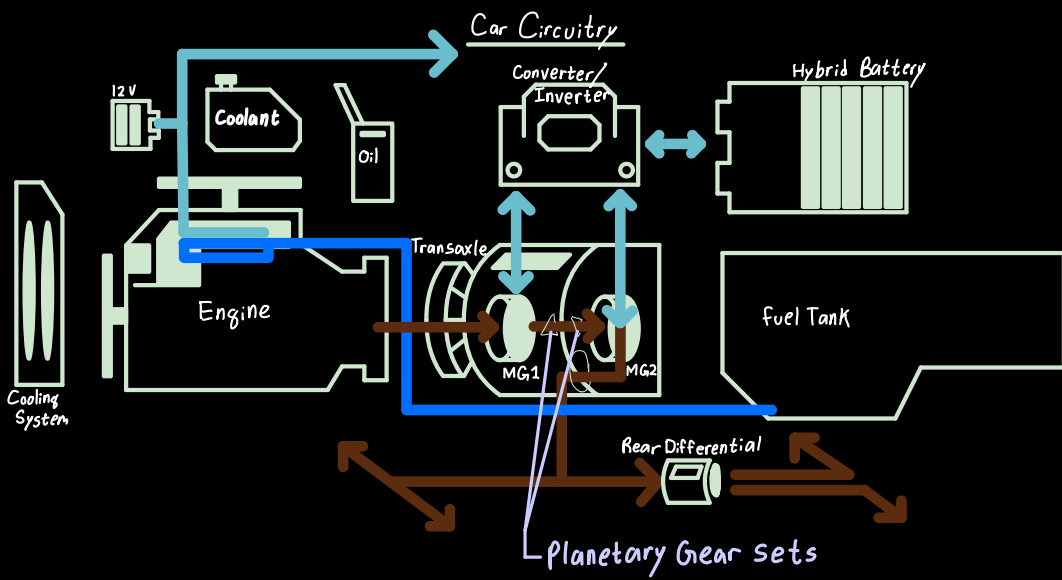 Car Circuitry
Converter/
Inverter
Hybrid Battery
12V
Coolant
Oil
Transaxle
Engine
MG1
MG2
Fuel Tank
Cooling
System
Rear Differential
Planetary Gear Sets